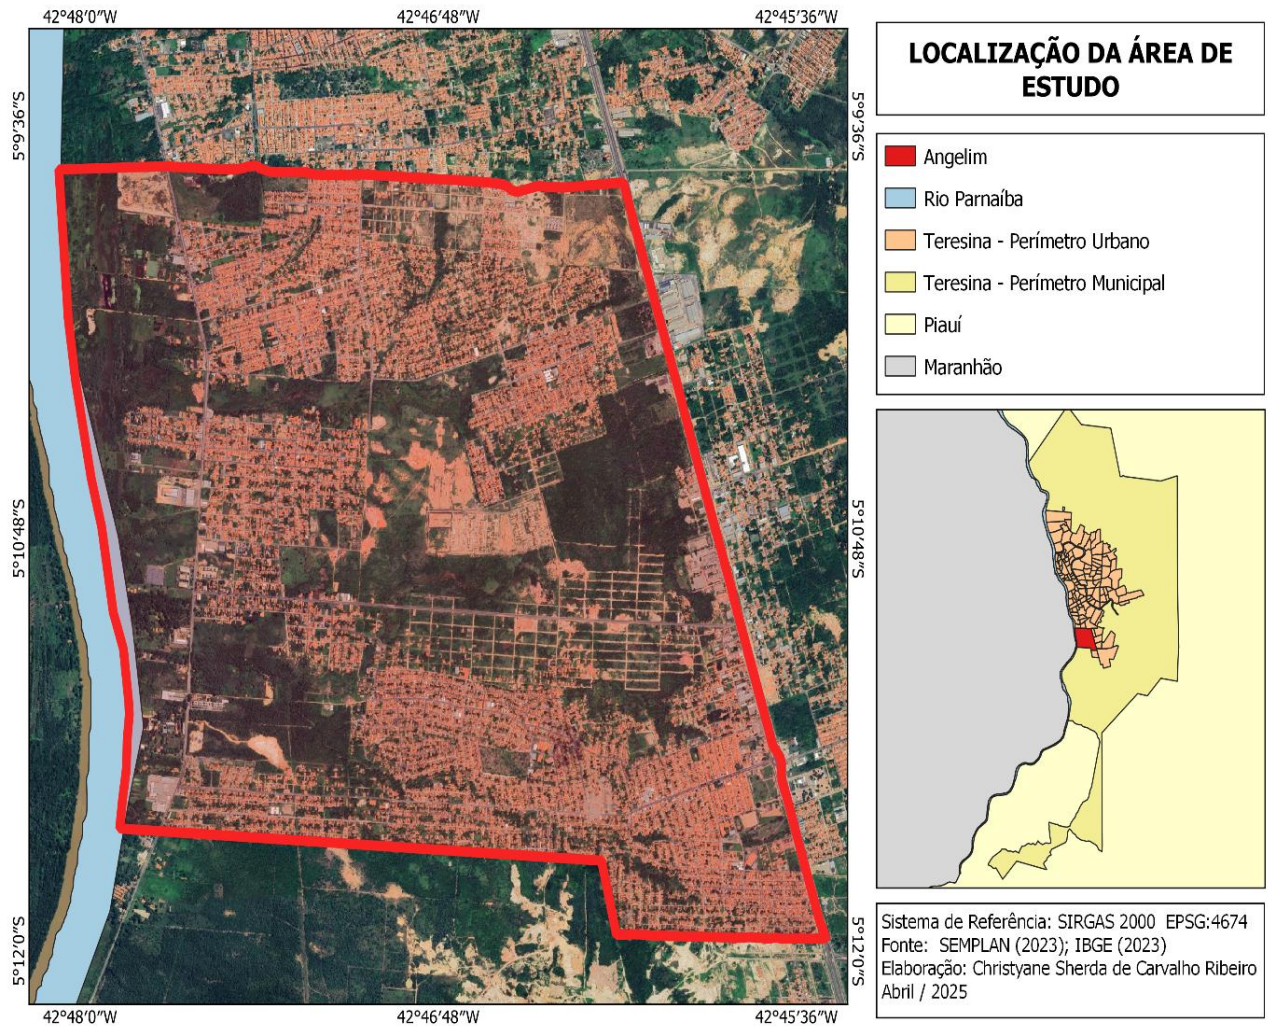 42°48′0″W
42°46′48″W
42°45′36″W
5°9′36″S
5°9′36″S
5°10′48″S
5°10′48″S
5°12′0″S
5°12′0″S
42°48′0″W
42°46′48″W
42°45′36″W
LOCALIZAÇÃO DA ÁREA DE
ESTUDO
Angelim
Rio Parnaíba
Teresina - Perímetro Urbano
Teresina - Perímetro Municipal
Piauí
Maranhão
Sistema de Referência: SIRGAS 2000 EPSG:4674
Fonte: SEMPLAN (2023); IBGE (2023)
Elaboração: Christyane Sherda de Carvalho Ribeiro
Abril / 2025